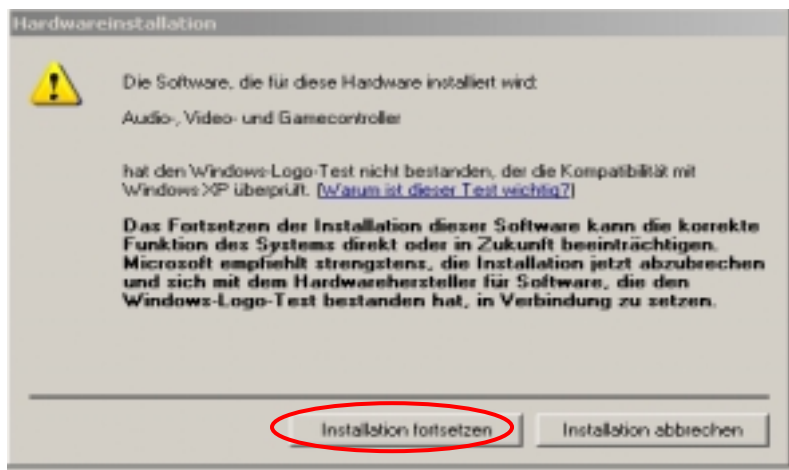 Hardwareinstallation
Die Software, die für diese Hardware installiert wird:
Audio-, Video- und Gamecontroller
hat den Windows-Logo-Test nicht bestanden, der die Kompatibilität mit
Windows XP überprüft. (Warum ist dieser Test wichtig?)
Das Fortsetzen der Installation dieser Software kann die korrekte
Funktion des Systems direkt oder in Zukunft beeinträchtigen.
Microsoft empfiehlt strengstens, die Installation jetzt abzubrechen
und sich mit dem Hardwarehersteller für Software, die den
Windows-Logo-Test bestanden hat, in Verbindung zu setzen.
Installation fortsetzen
Installation abbrechen